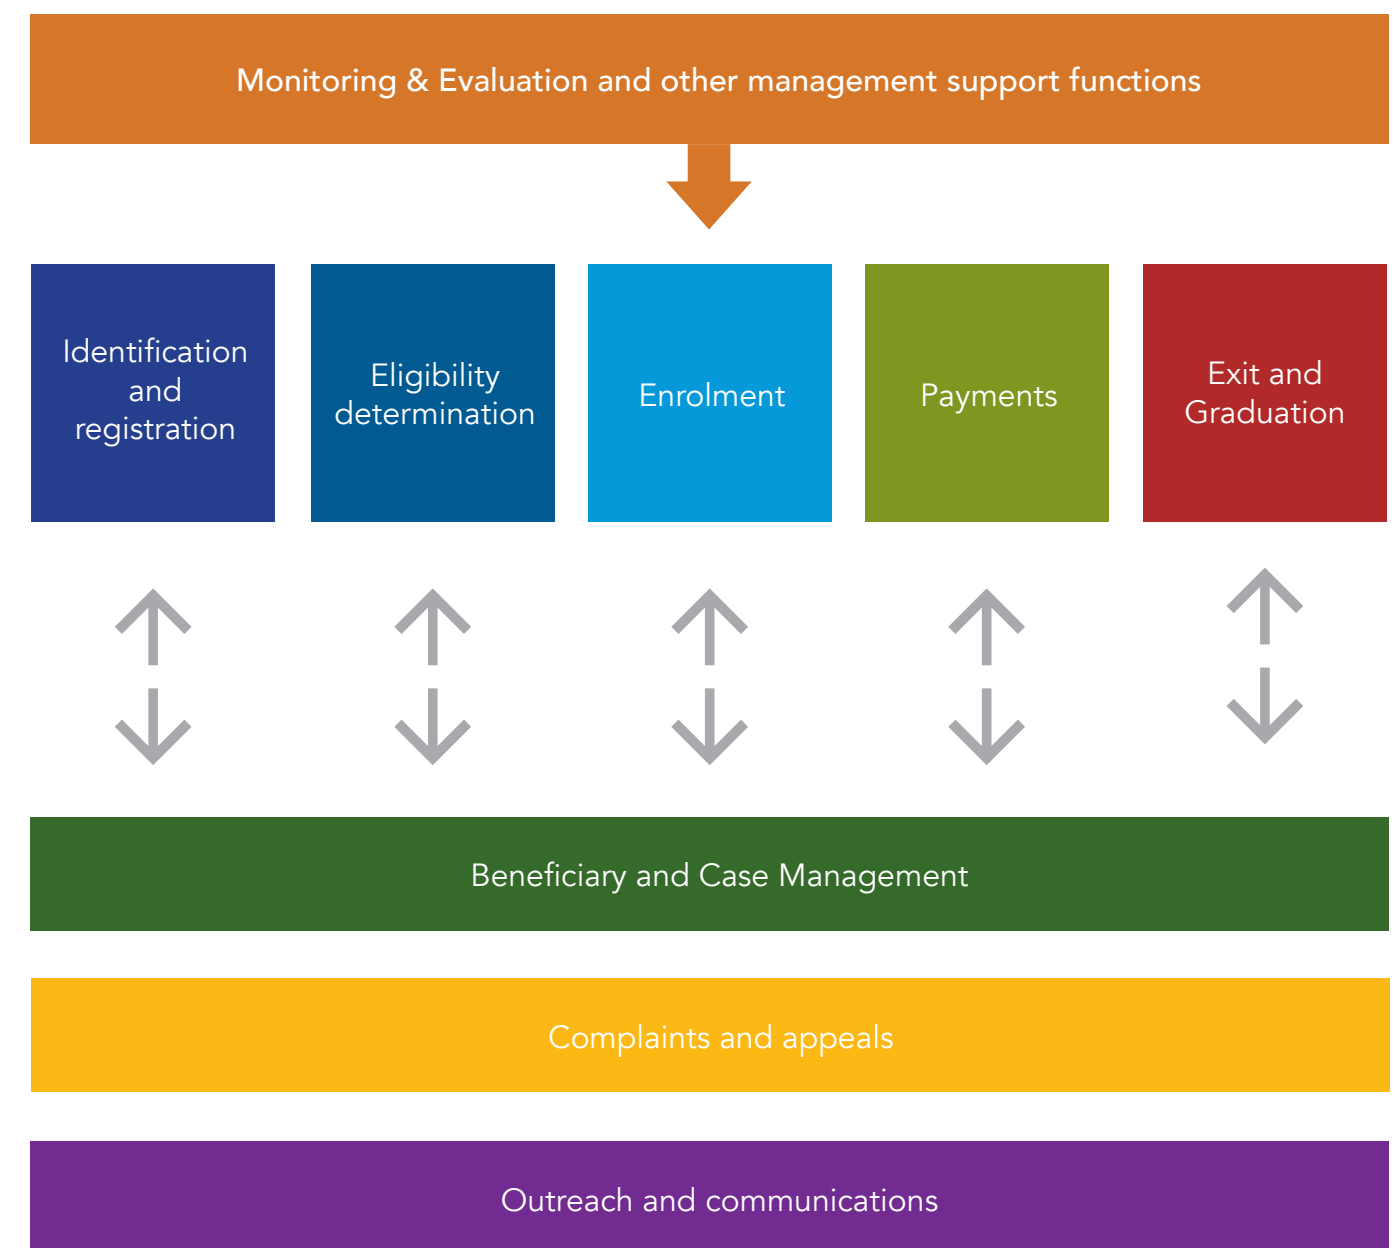 Monitoring & Evaluation and other management support functions
Identification
and
registration
Eligibility
determination
Enrolment
Payments
Exit and
Graduation
Beneficiary and Case Management
Complaints and appeals
Outreach and communications